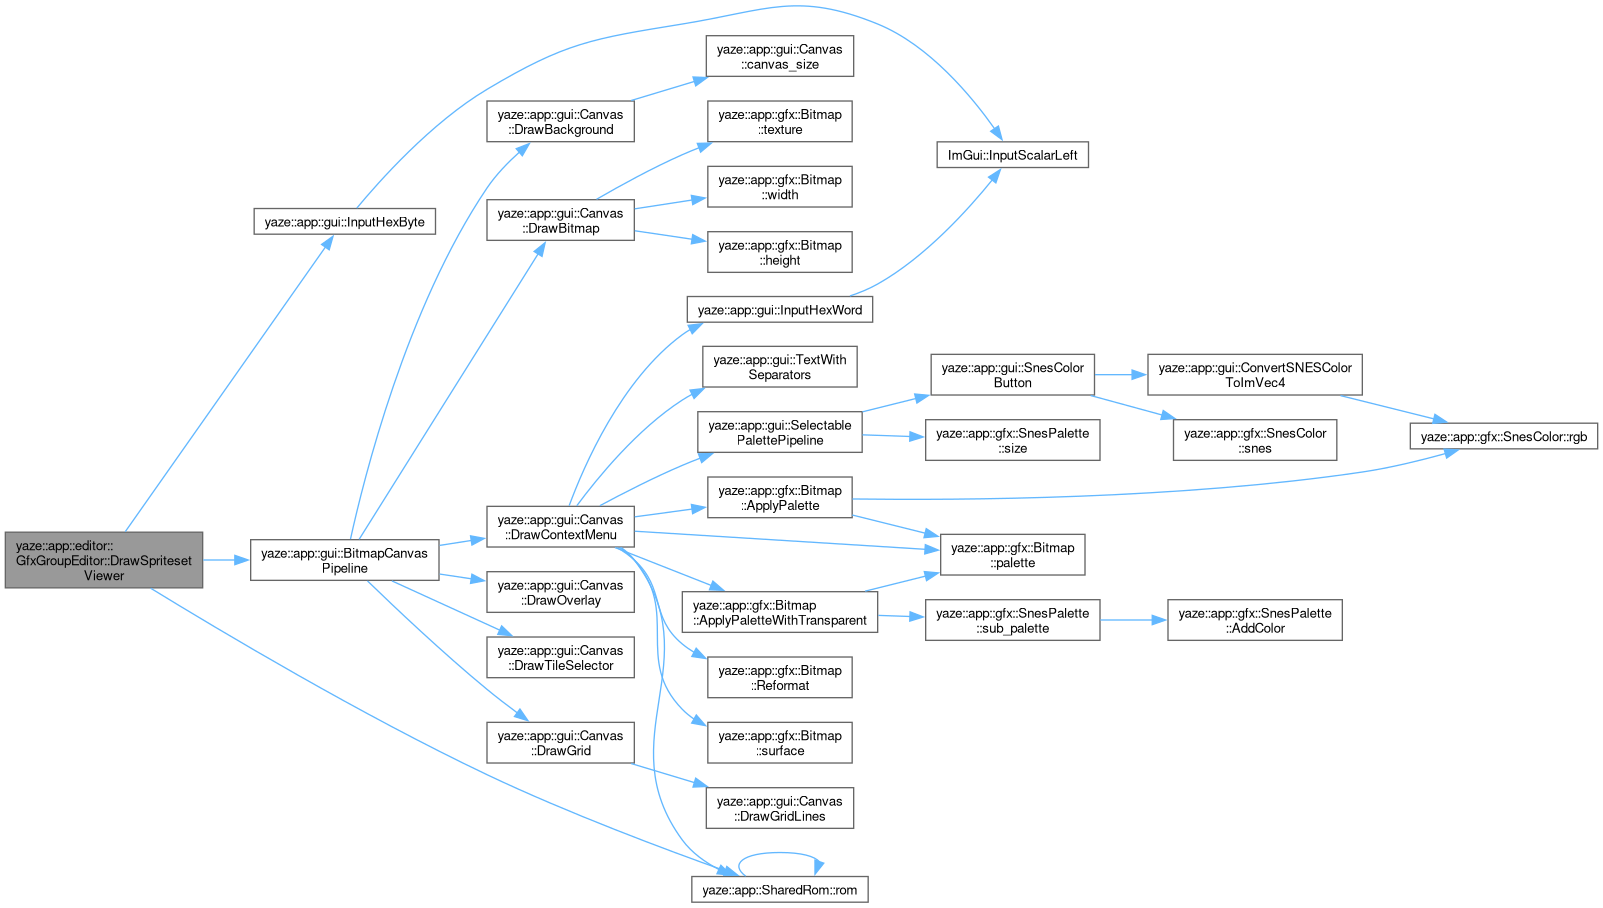 yaze::app::gui::Canvas
::canvas_size
yaze::app::gui::Canvas
::DrawBackground
yaze::app::gfx::Bitmap
::texture
ImGui::InputScalarLeft
yaze::app::gfx::Bitmap
::width
yaze::app::gui::InputHexByte
yaze::app::gui::Canvas
::DrawBitmap
yaze::app::gfx::Bitmap
::height
yaze::app::gui::InputHexWord
yaze::app::gui::TextWith
Separators
yaze::app::gui::SnesColor
Button
yaze::app::gui::ConvertSNESColor
ToImVec4
yaze::app::gui::Selectable
PalettePipeline
yaze::app::gfx::SnesPalette
::size
yaze::app::gfx::SnesColor
::snes
yaze::app::gfx::SnesColor::rgb
yaze::app::gfx::Bitmap
::ApplyPalette
yaze::app::gui::Canvas
::DrawContextMenu
yaze::app::editor::
GfxGroupEditor::DrawSpriteset
Viewer
yaze::app::gui::BitmapCanvas
Pipeline
yaze::app::gfx::Bitmap
::palette
yaze::app::gui::Canvas
::DrawOverlay
yaze::app::gfx::Bitmap
::ApplyPaletteWithTransparent
yaze::app::gfx::SnesPalette
::sub_palette
yaze::app::gfx::SnesPalette
::AddColor
yaze::app::gui::Canvas
::DrawTileSelector
yaze::app::gfx::Bitmap
::Reformat
yaze::app::gui::Canvas
::DrawGrid
yaze::app::gfx::Bitmap
::surface
yaze::app::gui::Canvas
::DrawGridLines
yaze::app::SharedRom::rom